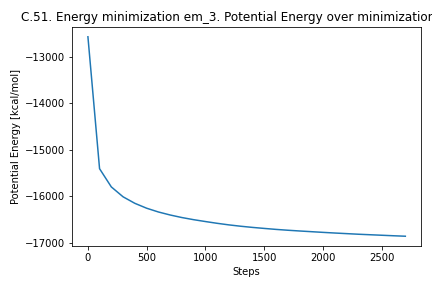 C.51. Energy minimization em_3. Potential Energy over minimization
Potential Energy [kcal/mol]
−13000
−14000
−15000
−16000
−17000
0 500 1000 1500 2000 2500
Steps